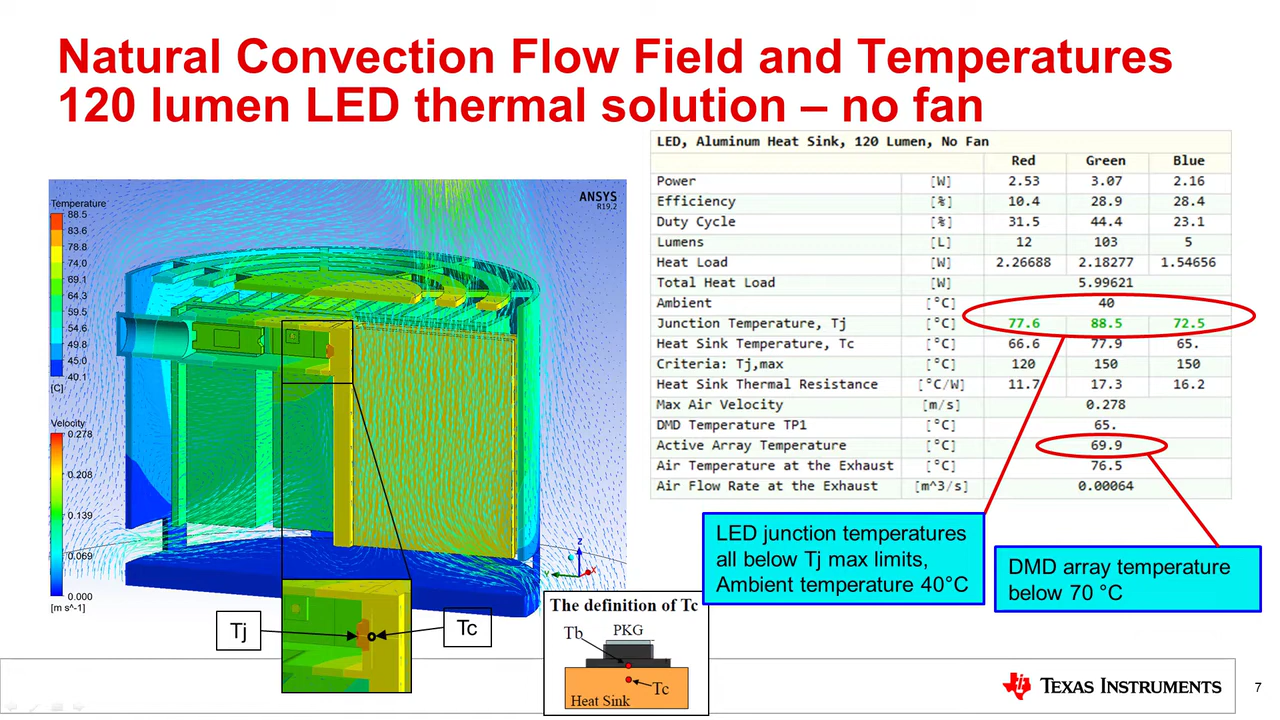 Natural Convection Flow Field and Temperatures
120 lumen LED thermal solution – no fan
LED, Aluminum Heat Sink, 120 Lumen, No Fan
Red Green Blue
Power [W] 2.53 3.07 2.16
Efficiency [%] 10.4 28.9 28.4
Duty Cycle [%] 31.5 44.4 23.1
Lumens [L] 12 103 5
Heat Load [W] 2.26688 2.18277 1.54656
Total Heat Load [W] 5.99621
Ambient [°C] 40
Junction Temperature, Tj [°C] 77.6 88.5 72.5
Heat Sink Temperature, Tc [°C] 66.6 77.9 65.
Criteria: Tj,max [°C] 120 150 150
Heat Sink Thermal Resistance [°C/W] 11.7 17.3 16.2
Max Air Velocity [m/s] 0.278
DMD Temperature TP1 [°C] 65.
Active Array Temperature [°C] 69.9
Air Temperature at the Exhaust [°C] 76.5
Air Flow Rate at the Exhaust [m^3/s] 0.00064
ANSYS
R19.2
Temperature
88.5
83.6
78.8
74.0
69.1
64.3
59.5
54.6
49.8
45.0
40.1
[C]
Velocity
0.278
0.208
0.139
0.069
0.000
[m s^-1]
Z
Y
X
Tj
Tc
LED junction temperatures
all below Tj max limits,
Ambient temperature 40°C
DMD array temperature
below 70 °C
The definition of Tc
PKG
Tb
Tc
Heat Sink
TEXAS INSTRUMENTS
7